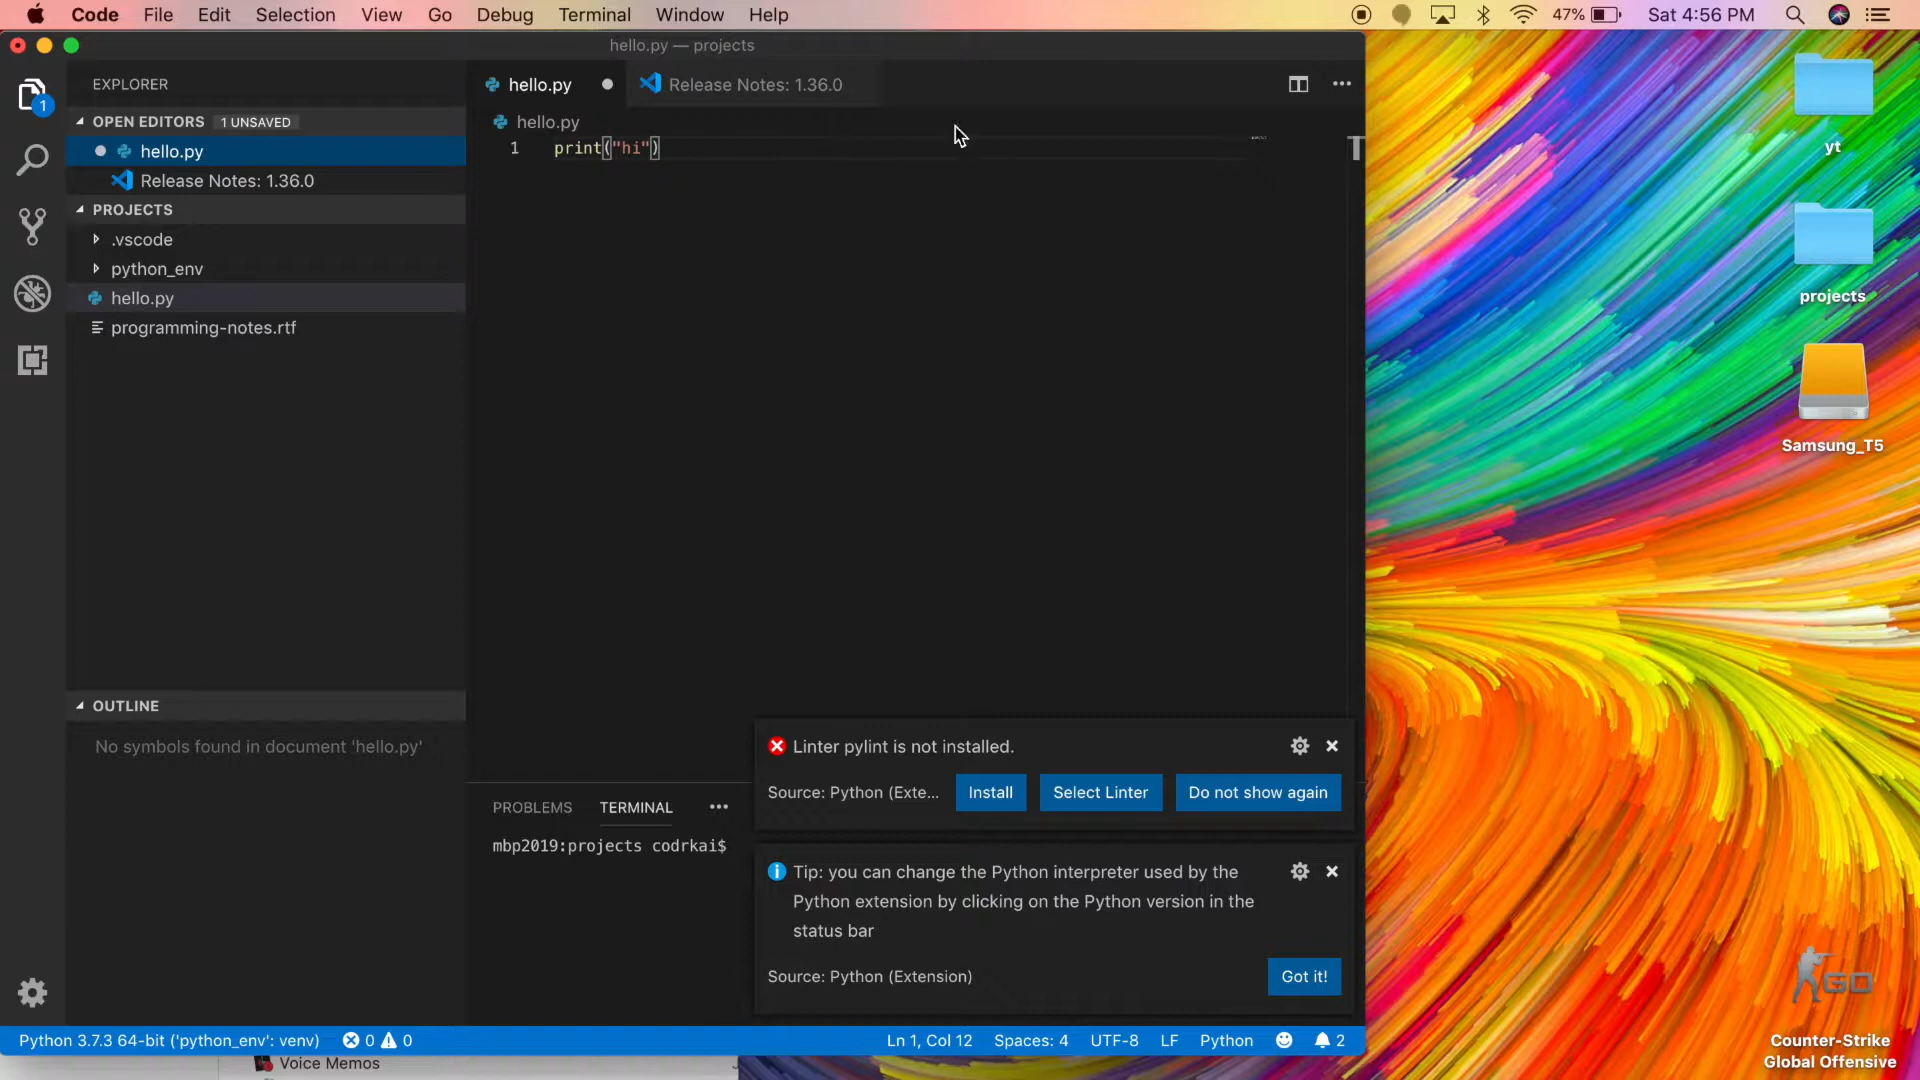 Code File Edit Selection View Go Debug Terminal Window Help 47% Sat 4:56 PM
hello.py — projects
EXPLORER
OPEN EDITORS 1 UNSAVED
hello.py
Release Notes: 1.36.0
PROJECTS
.vscode
python_env
hello.py
programming-notes.rtf
OUTLINE
No symbols found in document 'hello.py'
hello.py Release Notes: 1.36.0
hello.py
1 print("hi")
PROBLEMS TERMINAL
mbp2019:projects codrkai$
Linter pylint is not installed.
Source: Python (Exte... Install Select Linter Do not show again
Tip: you can change the Python interpreter used by the
Python extension by clicking on the Python version in the
status bar
Source: Python (Extension) Got it!
Python 3.7.3 64-bit ('python_env': venv) 0 0 Ln 1, Col 12 Spaces: 4 UTF-8 LF Python 2
Voice Memos
1
yt
projects
Samsung_T5
GO
Counter-Strike
Global Offensive